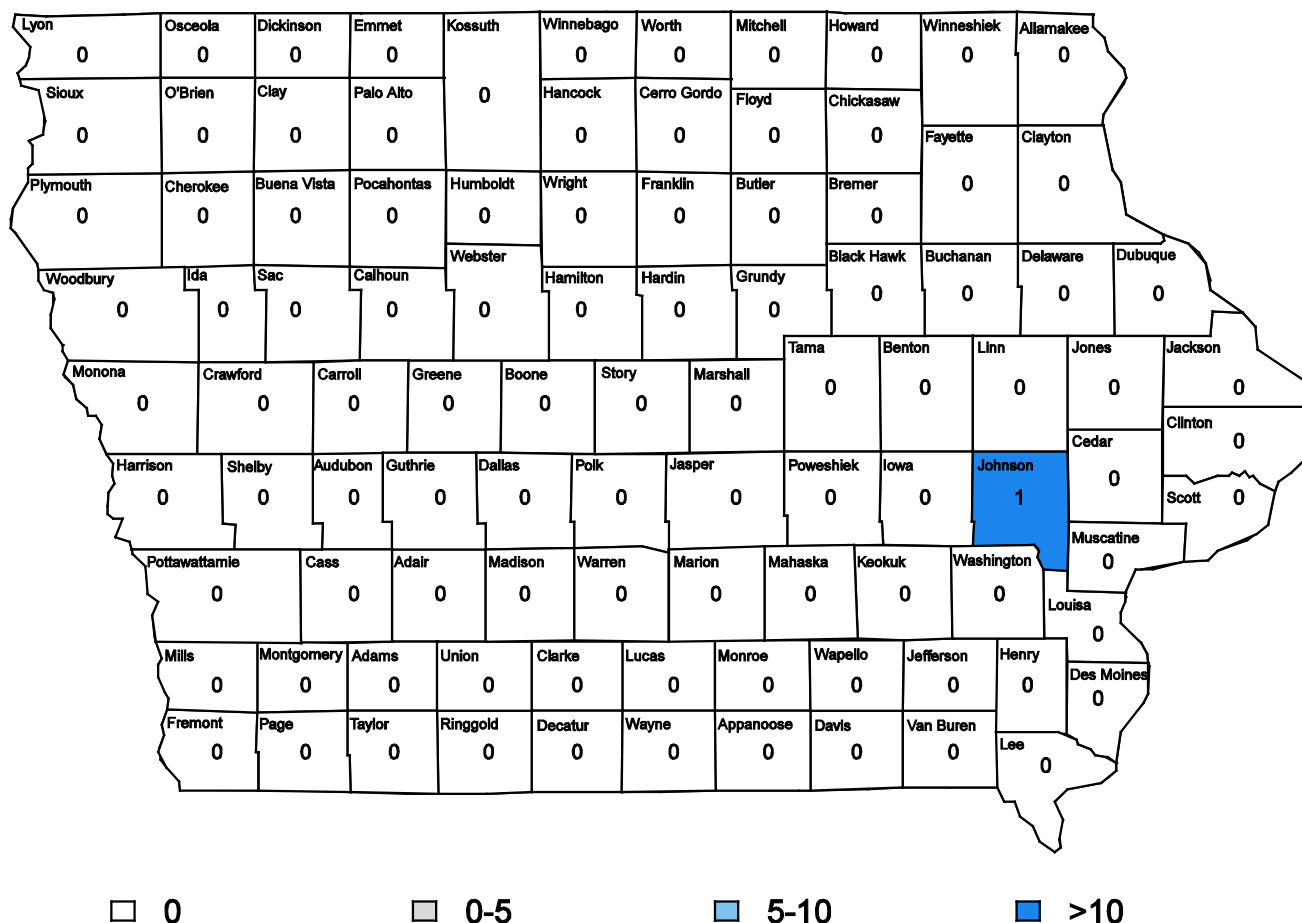 Lyon Osceola Dickinson Emmet Kossuth Winnebago Worth Mitchell Howard Winneshiek Allamakee
0 0 0 0 0 0 0 0 0 0
Sioux O'Brien Clay Palo Alto 0 Hancock Cerro Gordo Floyd Chickasaw
0 0 0 0 0 0 0 0
Fayette Clayton
0 0
Plymouth Cherokee Buena Vista Pocahontas Humboldt Wright Franklin Butler Bremer
0 0 0 0 0 0 0 0 0
Woodbury Ida Sac Calhoun Webster Hamilton Hardin Grundy Black Hawk Buchanan Delaware Dubuque
0 0 0 0 0 0 0 0 0 0 0 0
Monona Crawford Carroll Greene Boone Story Marshall Tama Benton Linn Jones Jackson
0 0 0 0 0 0 0 0 0 0 0 0
Clinton
0
Harrison Shelby Audubon Guthrie Dallas Polk Jasper Poweshiek Iowa Johnson Cedar Scott
0 0 0 0 0 0 0 0 0 1 0 0
Muscatine
0
Pottawattamie Cass Adair Madison Warren Marion Mahaska Keokuk Washington
0 0 0 0 0 0 0 0 0
Louisa
0
Mills Montgomery Adams Union Clarke Lucas Monroe Wapello Jefferson Henry Des Moines
0 0 0 0 0 0 0 0 0 0 0
Fremont Page Taylor Ringgold Decatur Wayne Appanoose Davis Van Buren Lee
0 0 0 0 0 0 0 0 0 0
0 0-5 5-10 >10